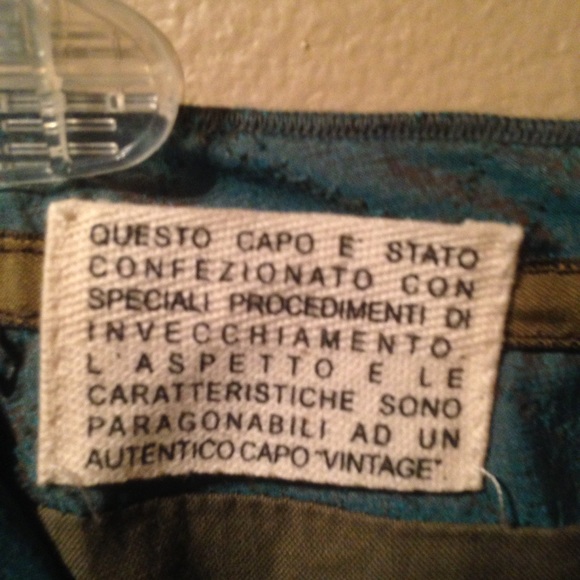 QUESTO CAPO E' STATO
CONFEZIONATO CON
SPECIALI PROCEDIMENTI DI
INVECCHIAMENTO.
L'ASPETTO E LE
CARATTERISTICHE SONO
PARAGONABILI AD UN
AUTENTICO CAPO "VINTAGE".